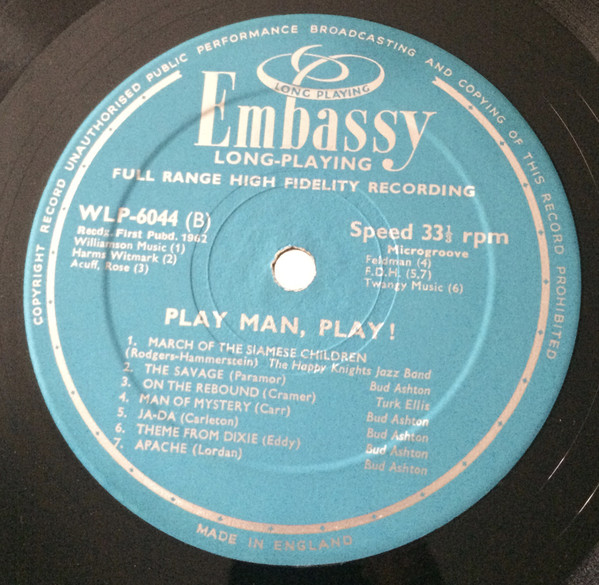 COPYRIGHT RECORD UNAUTHORISED PUBLIC PERFORMANCE BROADCASTING AND COPYING OF THIS RECORD PROHIBITED
LONG PLAYING
Embassy
LONG-PLAYING
FULL RANGE HIGH FIDELITY RECORDING
WLP-6044 (B)
Recdg. First Pubd. 1962
Williamson Music (1)
Harms Witmark (2)
Acuff, Rose (3)
Speed 33⅓ rpm
Microgroove
Feldman (4)
F.D.H. (5,7)
Twangy Music (6)
PLAY MAN, PLAY !
1. MARCH OF THE SIAMESE CHILDREN
(Rodgers-Hammerstein) The Happy Knights Jazz Band
2. THE SAVAGE (Paramor) Bud Ashton
3. ON THE REBOUND (Cramer) Turk Ellis
4. MAN OF MYSTERY (Carr) Bud Ashton
5. JA-DA (Carleton) Bud Ashton
6. THEME FROM DIXIE (Eddy) Bud Ashton
7. APACHE (Lordan) Bud Ashton
MADE IN ENGLAND